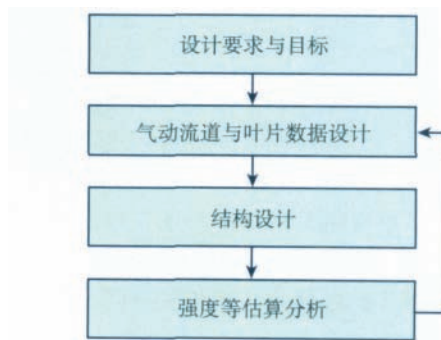 设计要求与目标
气动流道与叶片数据设计
结构设计
强度等估算分析